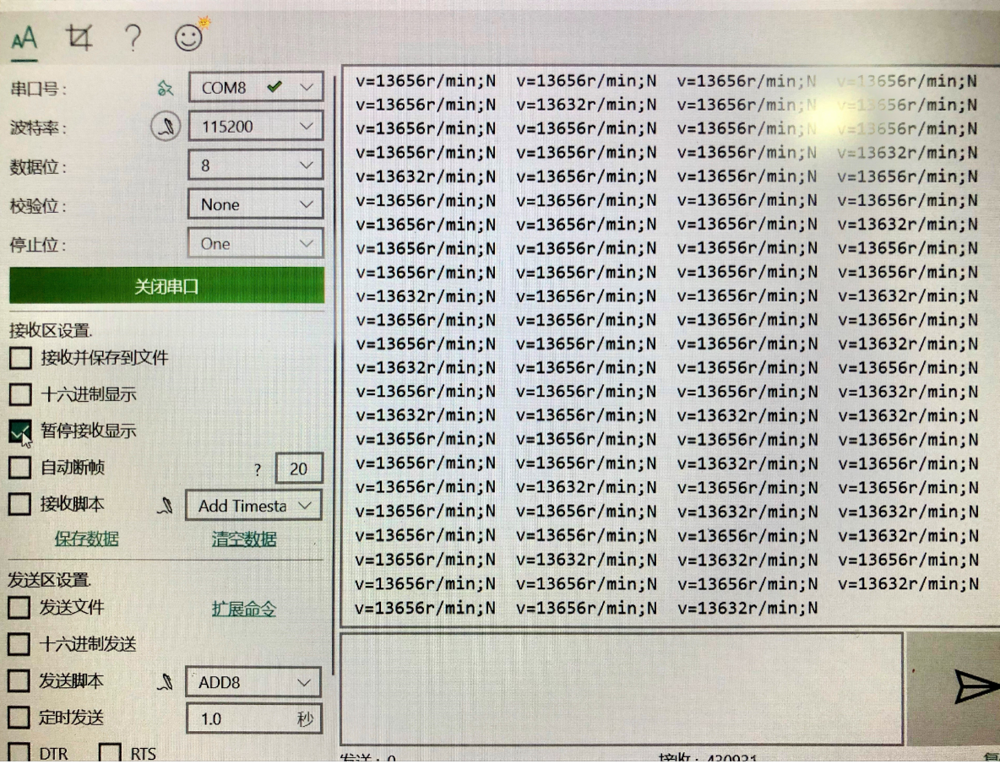 AA
?
串口号:
COM8
波特率:
115200
数据位:
8
校验位:
None
停止位:
One
关闭串口
接收区设置.
接收并保存到文件
十六进制显示
暂停接收显示
自动断帧 ? 20
接收脚本 Add Timesta
保存数据 清空数据
发送区设置.
发送文件 扩展命令
十六进制发送
发送脚本 ADD8
定时发送 1.0 秒
DTR RTS
v=13656r/min;N v=13656r/min;N v=13656r/min;N v=13656r/min;N
v=13656r/min;N v=13632r/min;N v=13656r/min;N v=13656r/min;N
v=13656r/min;N v=13656r/min;N v=13656r/min;N v=13656r/min;N
v=13656r/min;N v=13656r/min;N v=13656r/min;N v=13632r/min;N
v=13632r/min;N v=13656r/min;N v=13656r/min;N v=13656r/min;N
v=13656r/min;N v=13656r/min;N v=13656r/min;N v=13656r/min;N
v=13656r/min;N v=13656r/min;N v=13656r/min;N v=13632r/min;N
v=13656r/min;N v=13656r/min;N v=13656r/min;N v=13656r/min;N
v=13656r/min;N v=13656r/min;N v=13656r/min;N v=13656r/min;N
v=13632r/min;N v=13656r/min;N v=13656r/min;N v=13632r/min;N
v=13656r/min;N v=13656r/min;N v=13656r/min;N v=13656r/min;N
v=13656r/min;N v=13656r/min;N v=13656r/min;N v=13632r/min;N
v=13632r/min;N v=13656r/min;N v=13656r/min;N v=13656r/min;N
v=13656r/min;N v=13656r/min;N v=13656r/min;N v=13632r/min;N
v=13632r/min;N v=13656r/min;N v=13656r/min;N v=13656r/min;N
v=13656r/min;N v=13656r/min;N v=13656r/min;N v=13656r/min;N
v=13656r/min;N v=13656r/min;N v=13632r/min;N v=13656r/min;N
v=13656r/min;N v=13632r/min;N v=13656r/min;N v=13656r/min;N
v=13656r/min;N v=13656r/min;N v=13632r/min;N v=13632r/min;N
v=13656r/min;N v=13656r/min;N v=13656r/min;N v=13632r/min;N
v=13656r/min;N v=13632r/min;N v=13632r/min;N v=13656r/min;N
v=13656r/min;N v=13656r/min;N v=13656r/min;N v=13632r/min;N
v=13656r/min;N v=13656r/min;N v=13632r/min;N
发送: 0 接收: